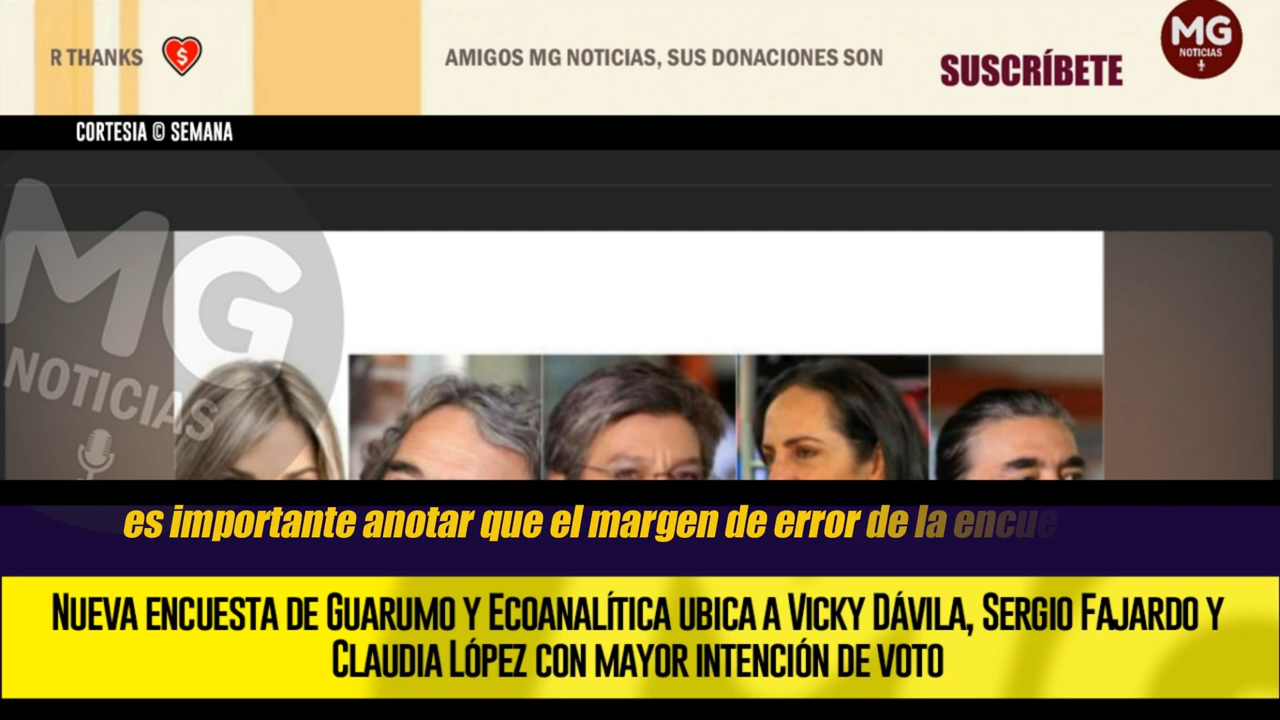 R THANKS
AMIGOS MG NOTICIAS, SUS DONACIONES SON
SUSCRÍBETE
MG
NOTICIAS
CORTESIA © SEMANA
MG
NOTICIAS
es importante anotar que el margen de error de la encue
NUEVA ENCUESTA DE GUARUMO Y ECOANALÍTICA UBICA A VICKY DÁVILA, SERGIO FAJARDO Y
CLAUDIA LÓPEZ CON MAYOR INTENCIÓN DE VOTO